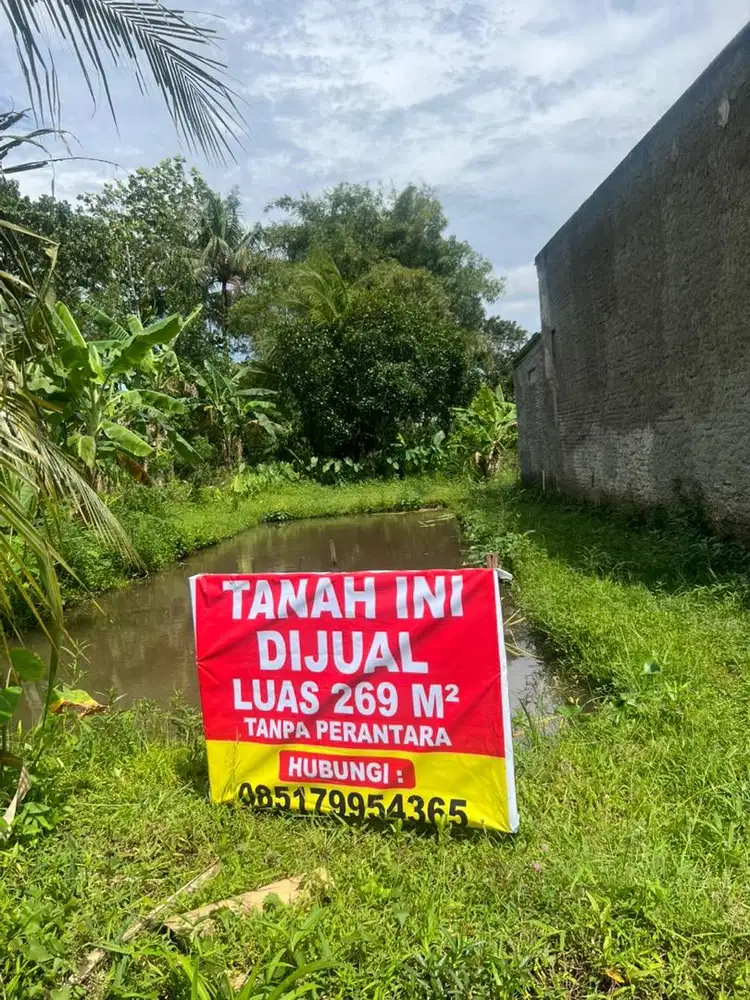 TANAH INI
DIJUAL
LUAS 269 M²
TANPA PERANTARA
HUBUNGI :
085179954365